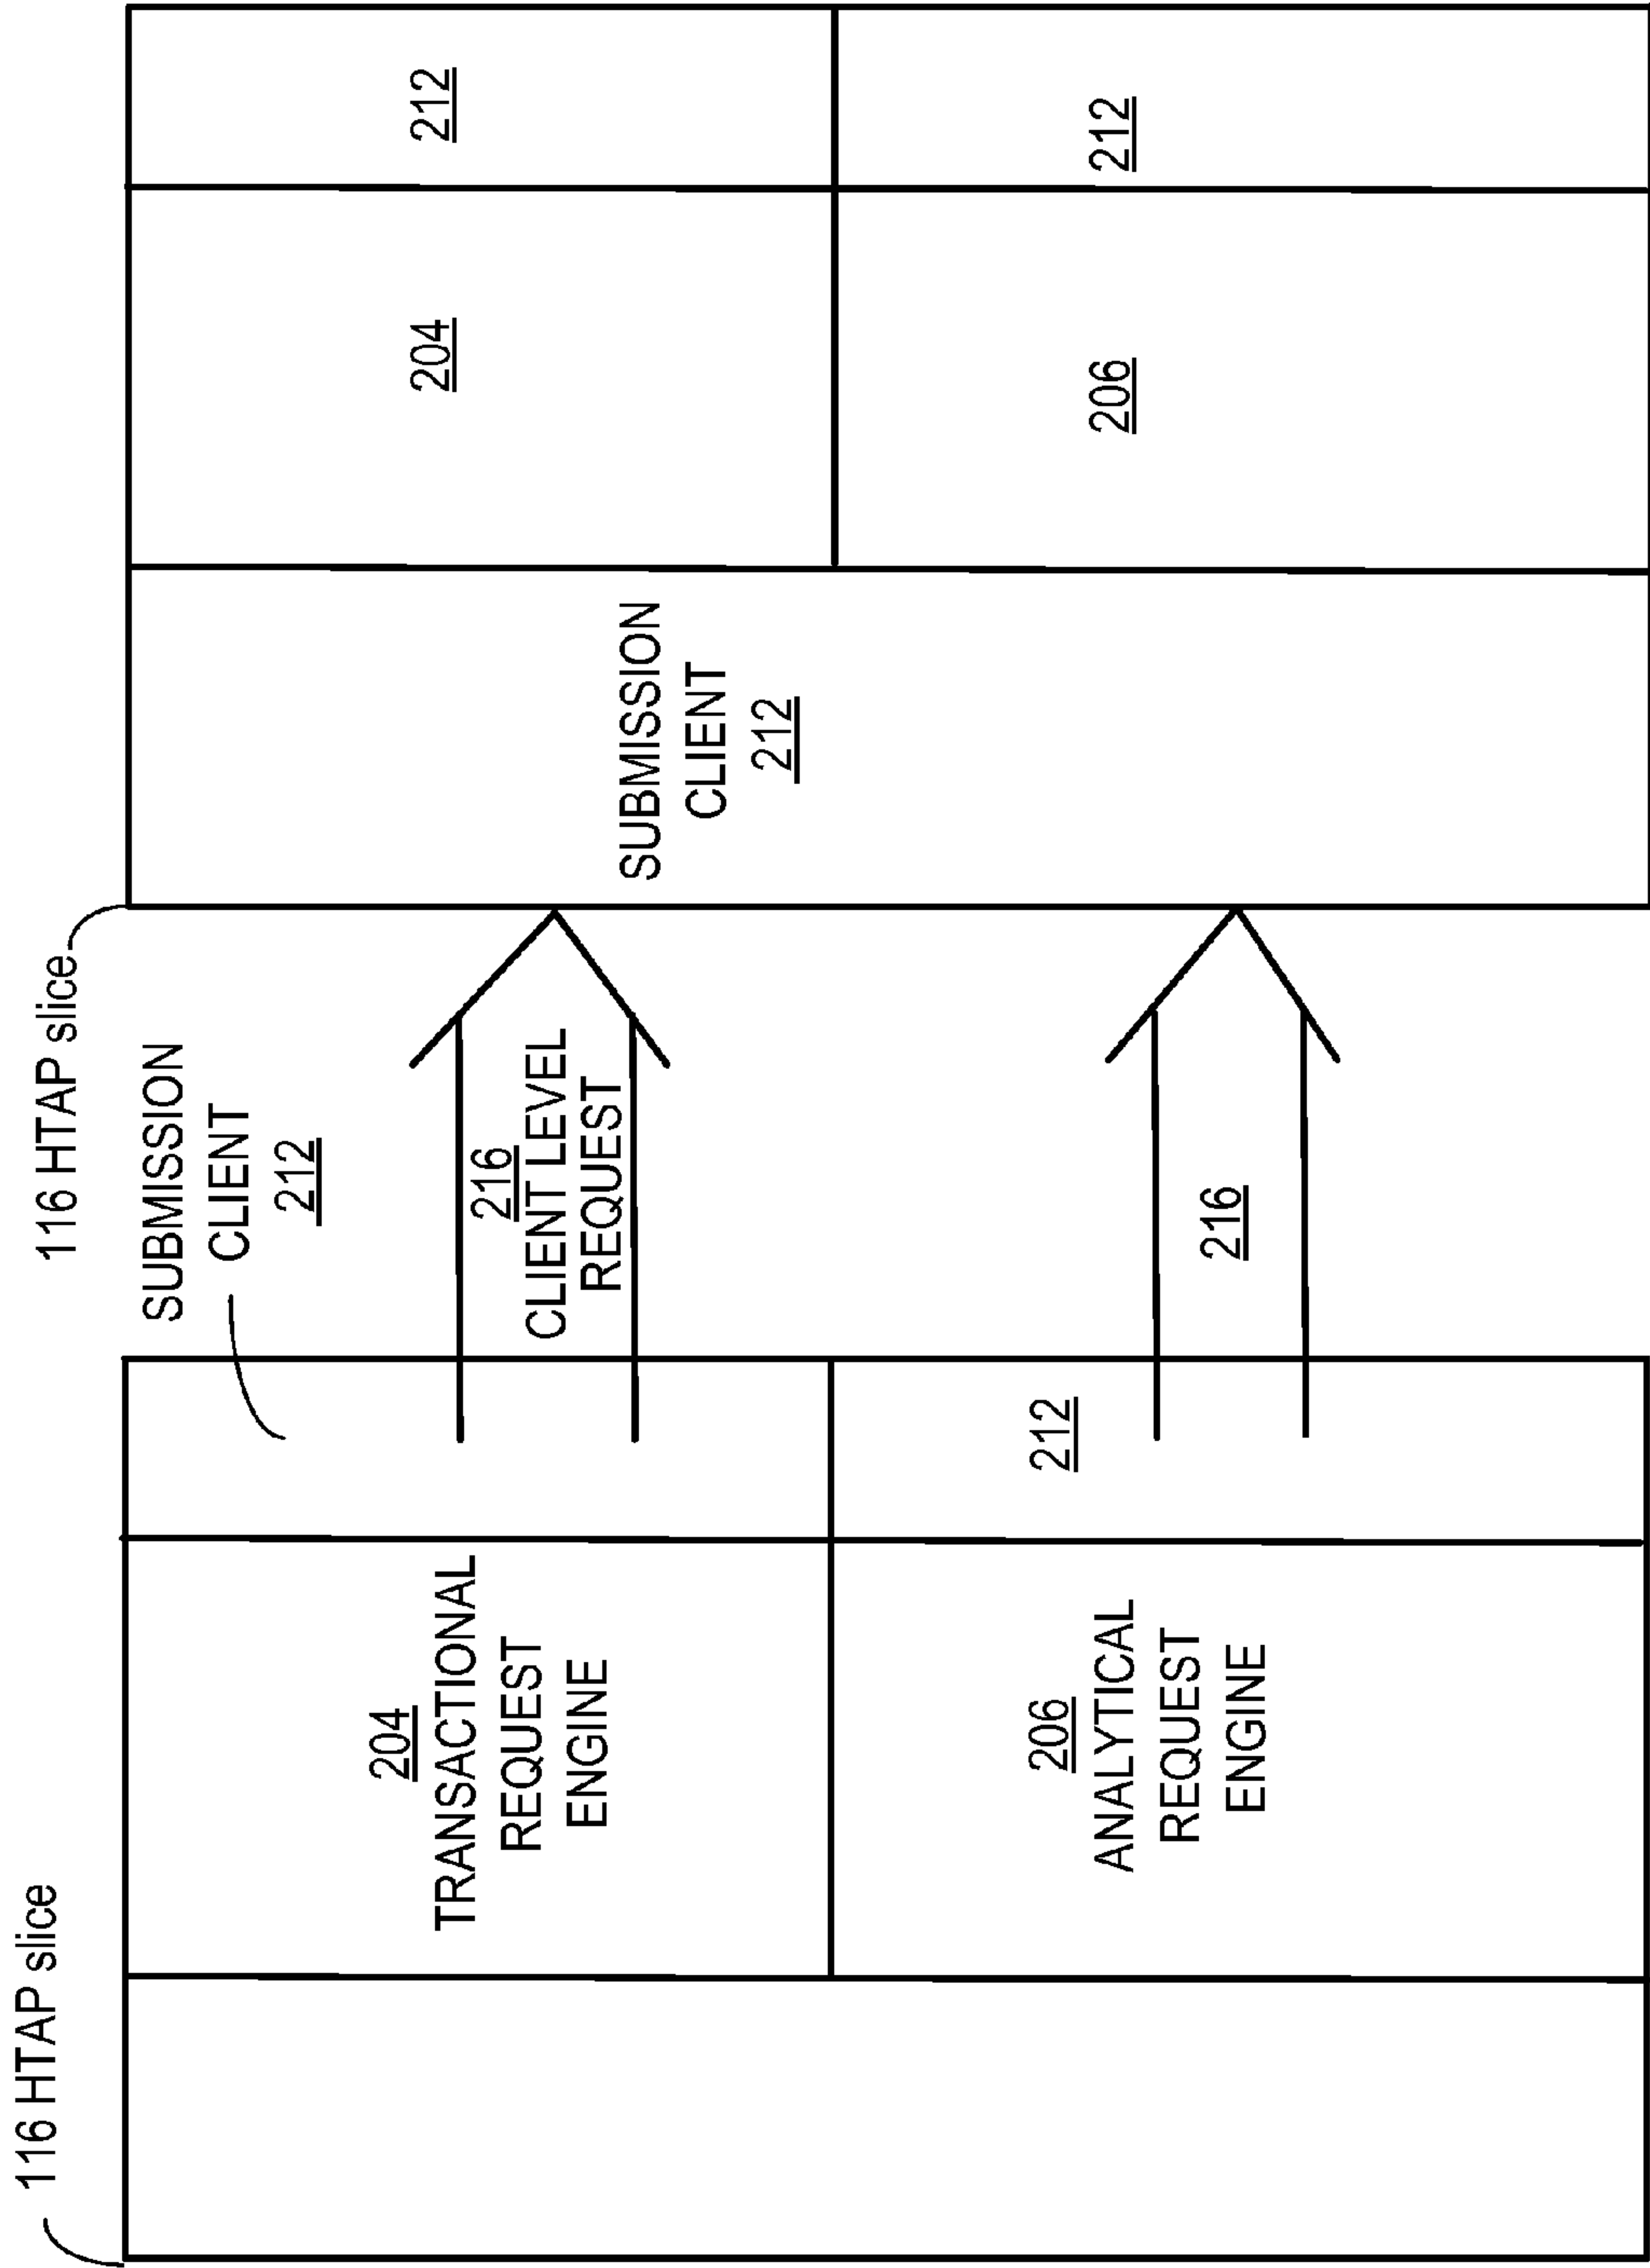 116 HTAP slice
116 HTAP slice
SUBMISSION
CLIENT
212
204
TRANSACTIONAL
REQUEST
ENGINE
216
CLIENT LEVEL
REQUEST
SUBMISSION
CLIENT
212
204
212
206
ANALYTICAL
REQUEST
ENGINE
212
216
206
212